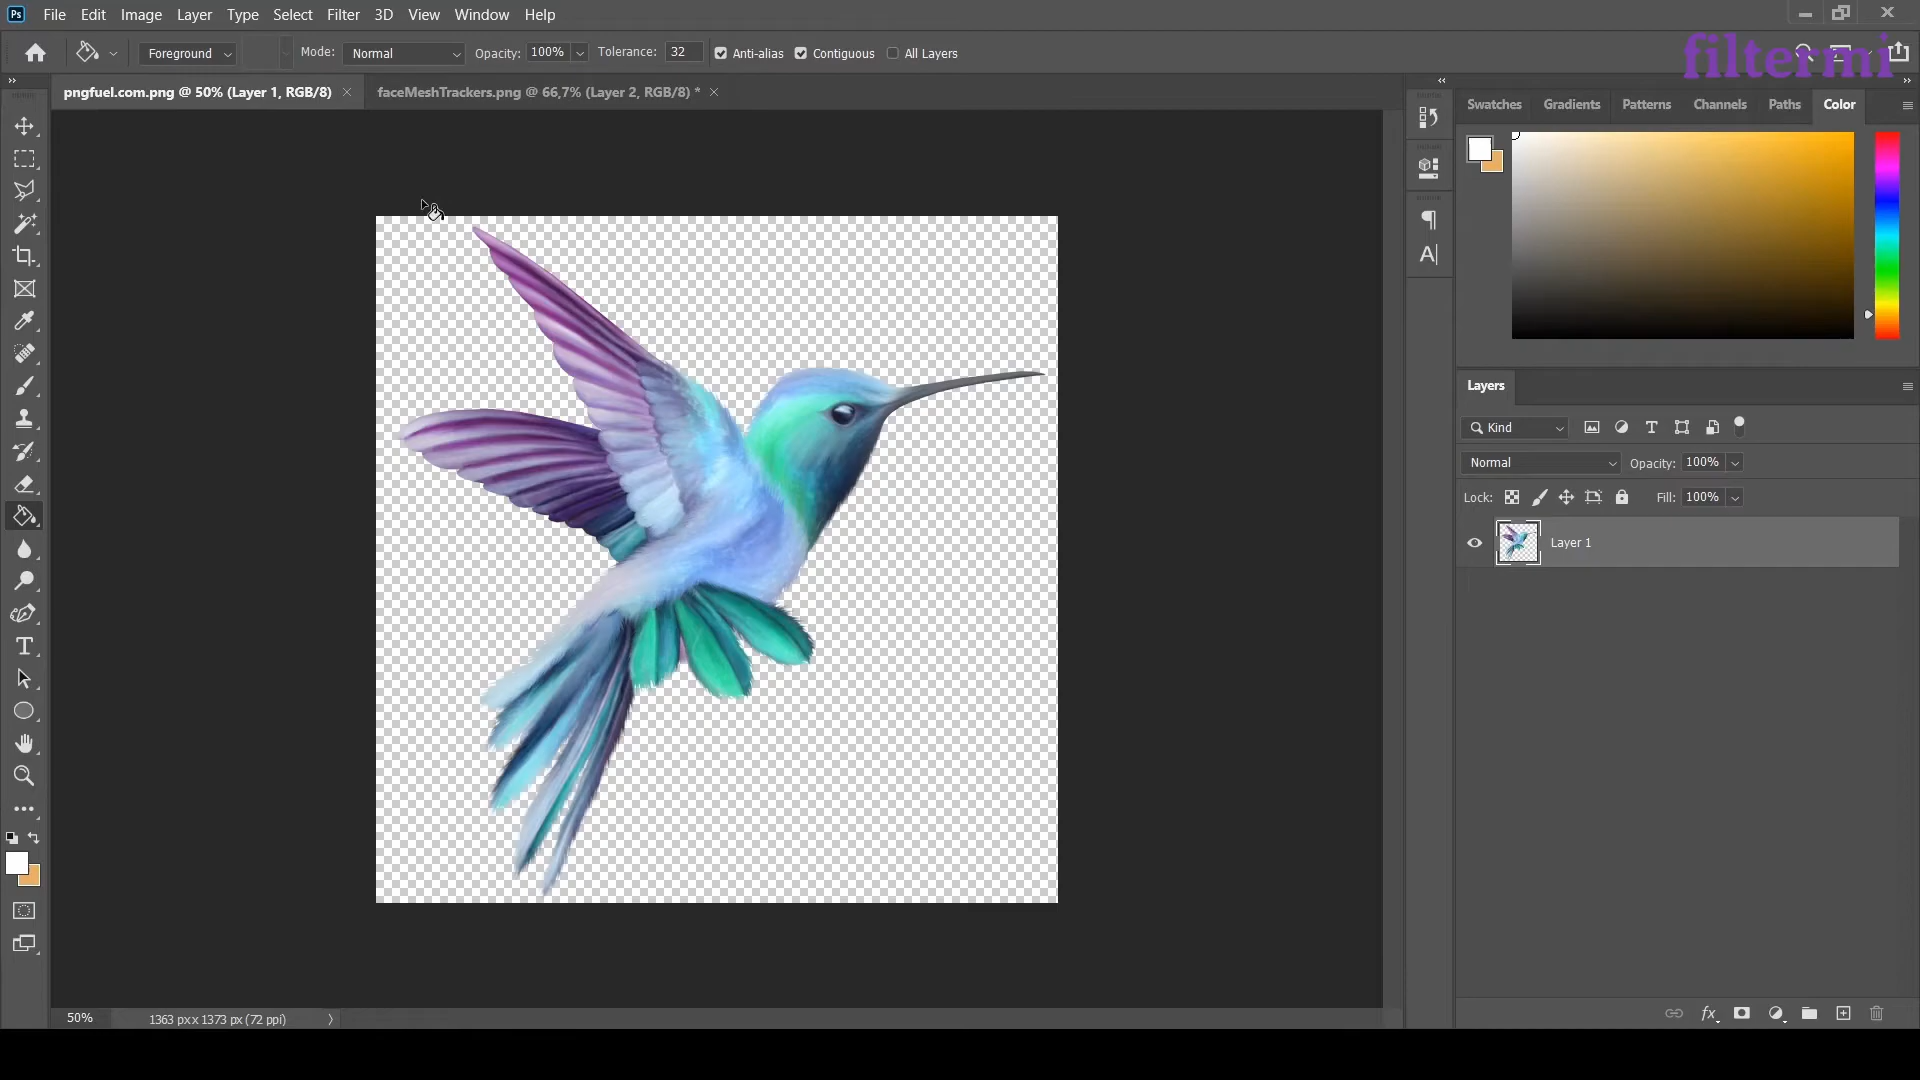 Ps File Edit Image Layer Type Select Filter 3D View Window Help
Foreground Mode: Normal Opacity: 100% Tolerance: 32 Anti-alias Contiguous All Layers
filtermi
pngfuel.com.png @ 50% (Layer 1, RGB/8) faceMeshTrackers.png @ 66,7% (Layer 2, RGB/8) *
Swatches Gradients Patterns Channels Paths Color
Layers
Kind
Normal Opacity: 100%
Lock: Fill: 100%
Layer 1
50% 1363 px x 1373 px (72 ppi)